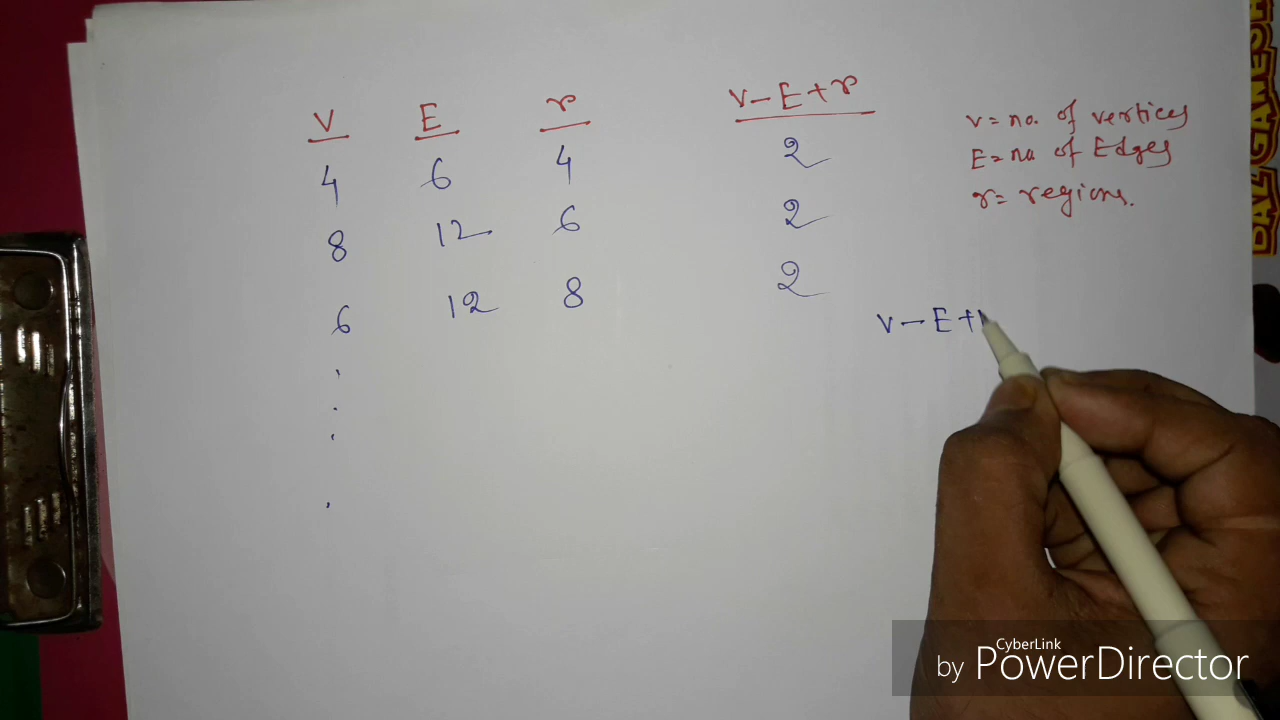 V E r V-E+r
4 6 4 2
8 12 6 2
6 12 8 2
v = no. of vertices
E = no of Edges
r = regions.
V-E+
by CyberLink PowerDirector